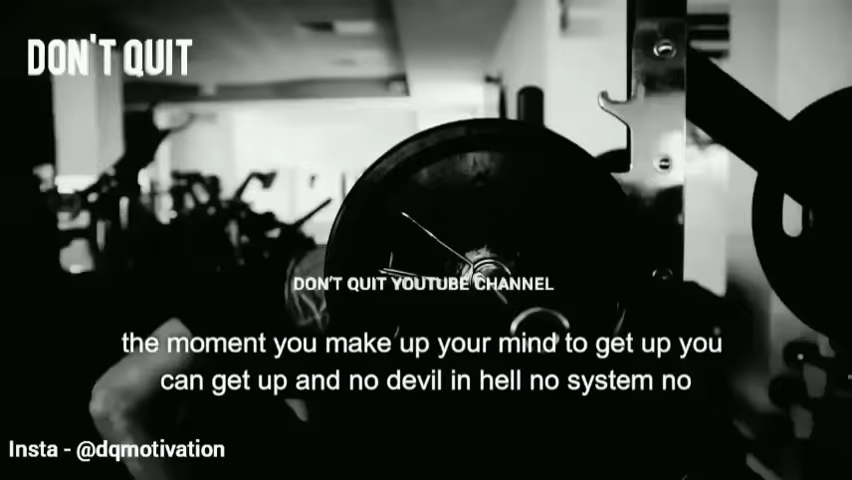 DON'T QUIT
DON'T QUIT YOUTUBE CHANNEL
the moment you make up your mind to get up you
can get up and no devil in hell no system no
Insta - @dqmotivation